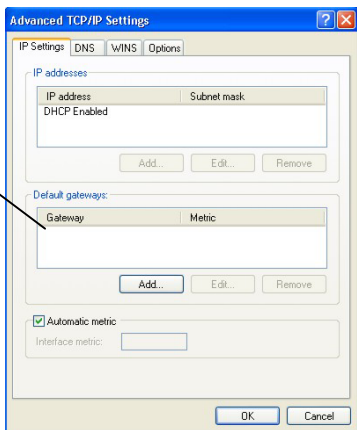 Advanced TCP/IP Settings
IP Settings DNS WINS Options
IP addresses
IP address Subnet mask
DHCP Enabled
Add... Edit... Remove
Default gateways:
Gateway Metric
Add... Edit... Remove
Automatic metric
Interface metric:
OK Cancel